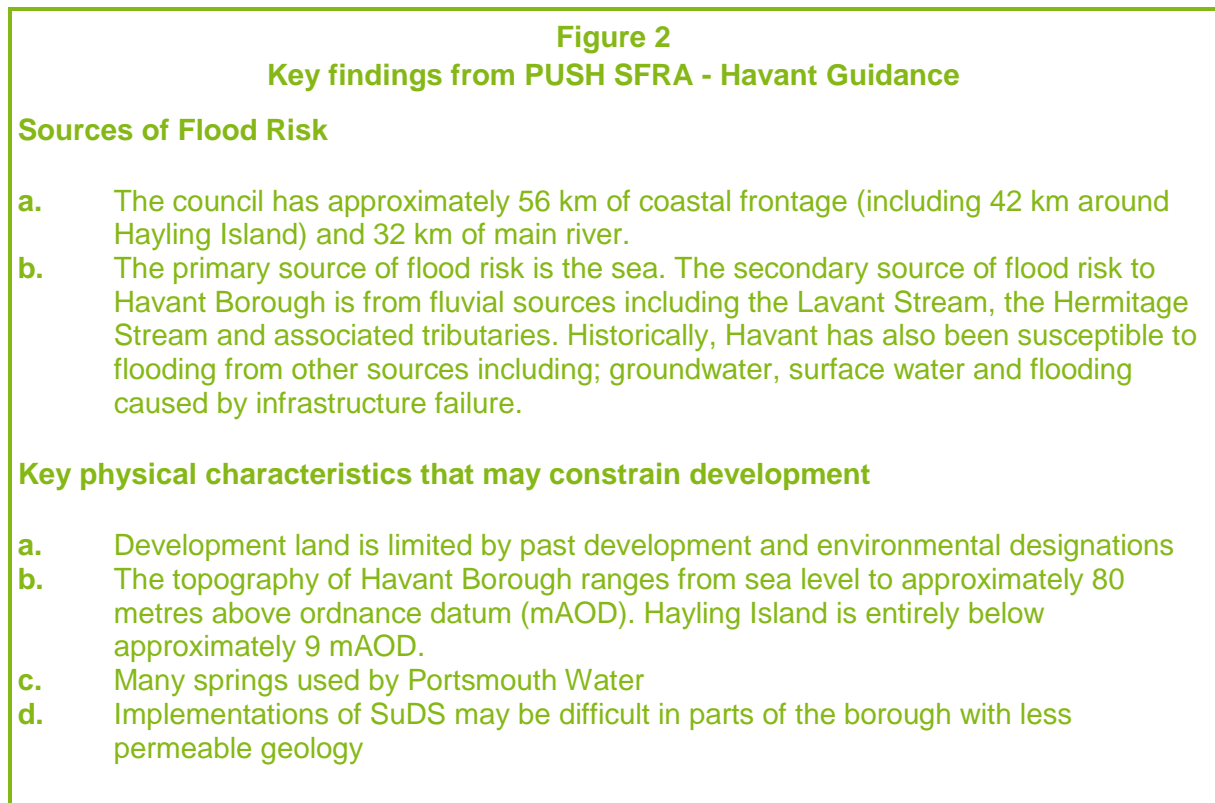 Figure 2
Key findings from PUSH SFRA - Havant Guidance
Sources of Flood Risk
a. The council has approximately 56 km of coastal frontage (including 42 km around
Hayling Island) and 32 km of main river.
b. The primary source of flood risk is the sea. The secondary source of flood risk to
Havant Borough is from fluvial sources including the Lavant Stream, the Hermitage
Stream and associated tributaries. Historically, Havant has also been susceptible to
flooding from other sources including; groundwater, surface water and flooding
caused by infrastructure failure.
Key physical characteristics that may constrain development
a. Development land is limited by past development and environmental designations
b. The topography of Havant Borough ranges from sea level to approximately 80
metres above ordnance datum (mAOD). Hayling Island is entirely below
approximately 9 mAOD.
c. Many springs used by Portsmouth Water
d. Implementations of SuDS may be difficult in parts of the borough with less
permeable geology